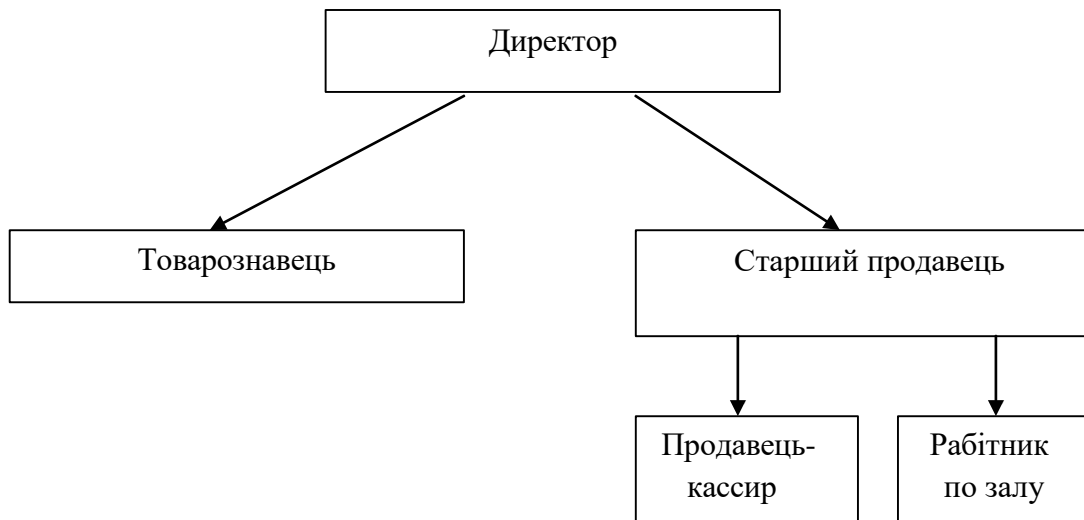 Директор
Товарознавець
Старший продавець
Продавець-
кассир
Рабітник
по залу